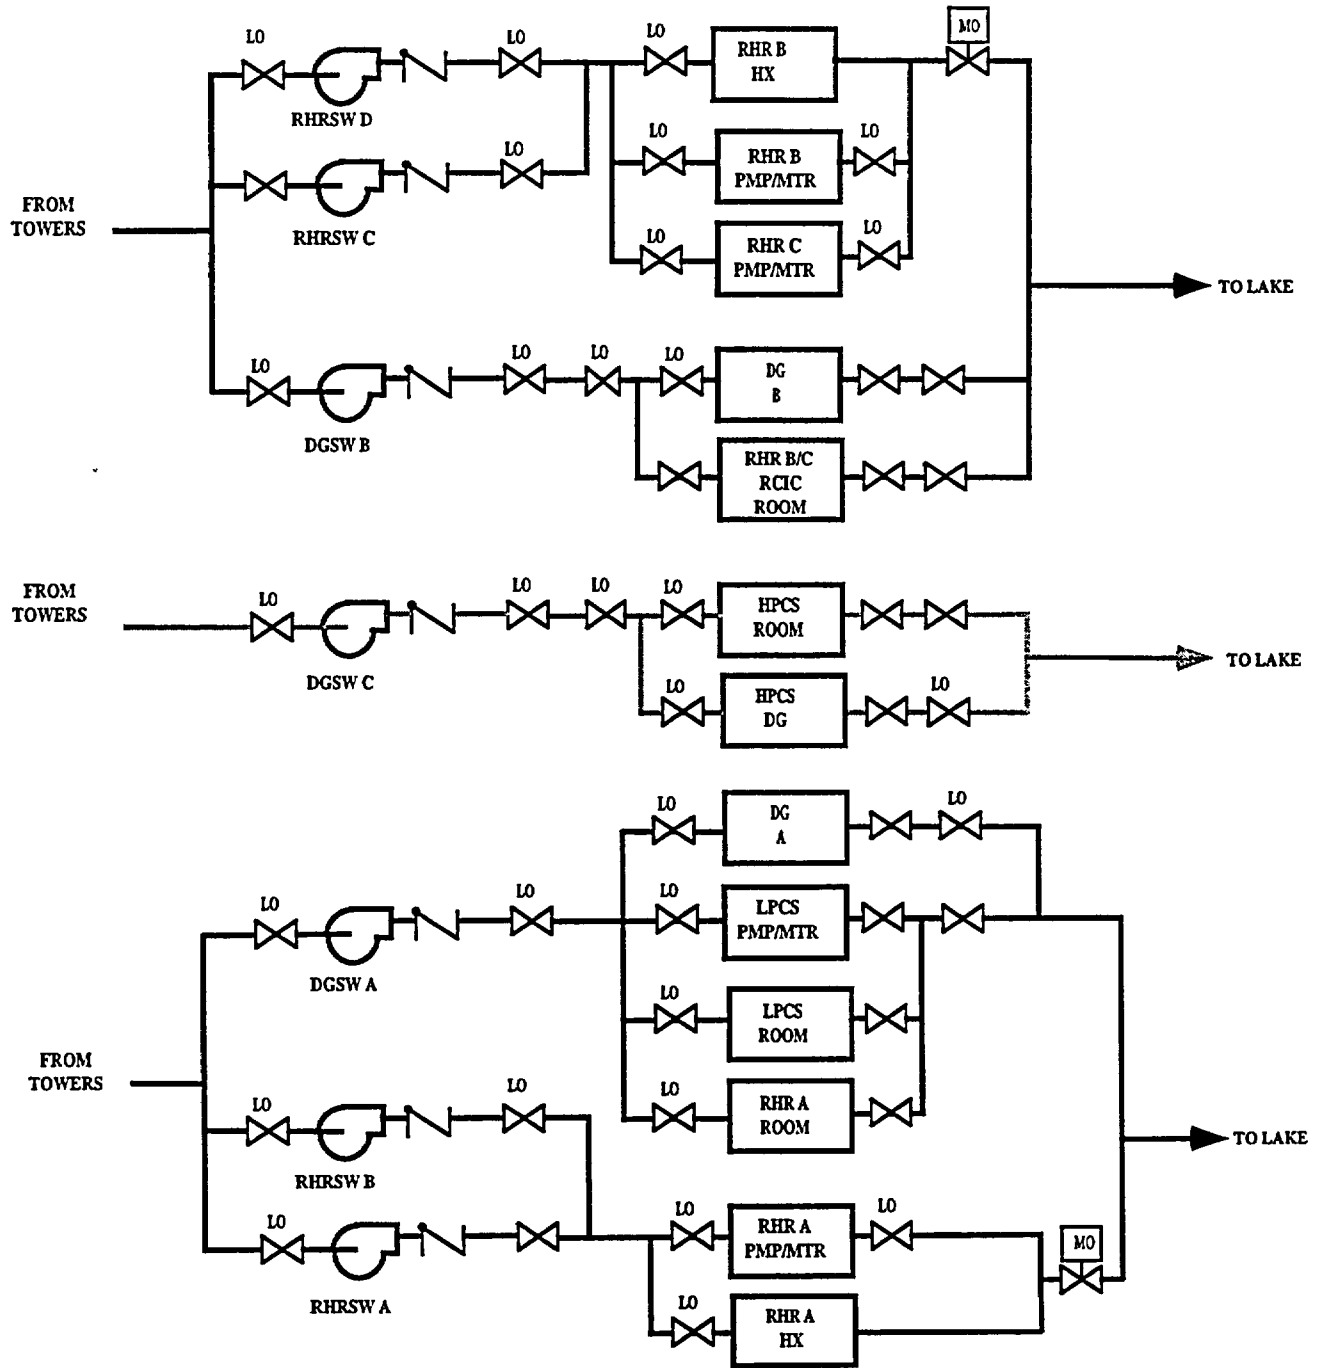 MO
LO
LO
LO
RHR B
HX
RHRSW D
LO
LO
LO
RHR B
PMP/MTR
LO
LO
RHR C
PMP/MTR
RHRSW C
FROM
TOWERS
TO LAKE
LO
LO
LO
LO
DG
B
DGSW B
RHR B/C
RCIC
ROOM
FROM
TOWERS
LO
LO
LO
LO
HPCS
ROOM
DGSW C
TO LAKE
LO
LO
HPCS
DG
LO
LO
DG
A
LO
LO
LO
LPCS
PMP/MTR
DGSW A
LO
LPCS
ROOM
FROM
TOWERS
LO
LO
LO
RHR A
ROOM
TO LAKE
RHRSW B
LO
LO
LO
RHR A
PMP/MTR
MO
RHRSW A
LO
RHR A
HX